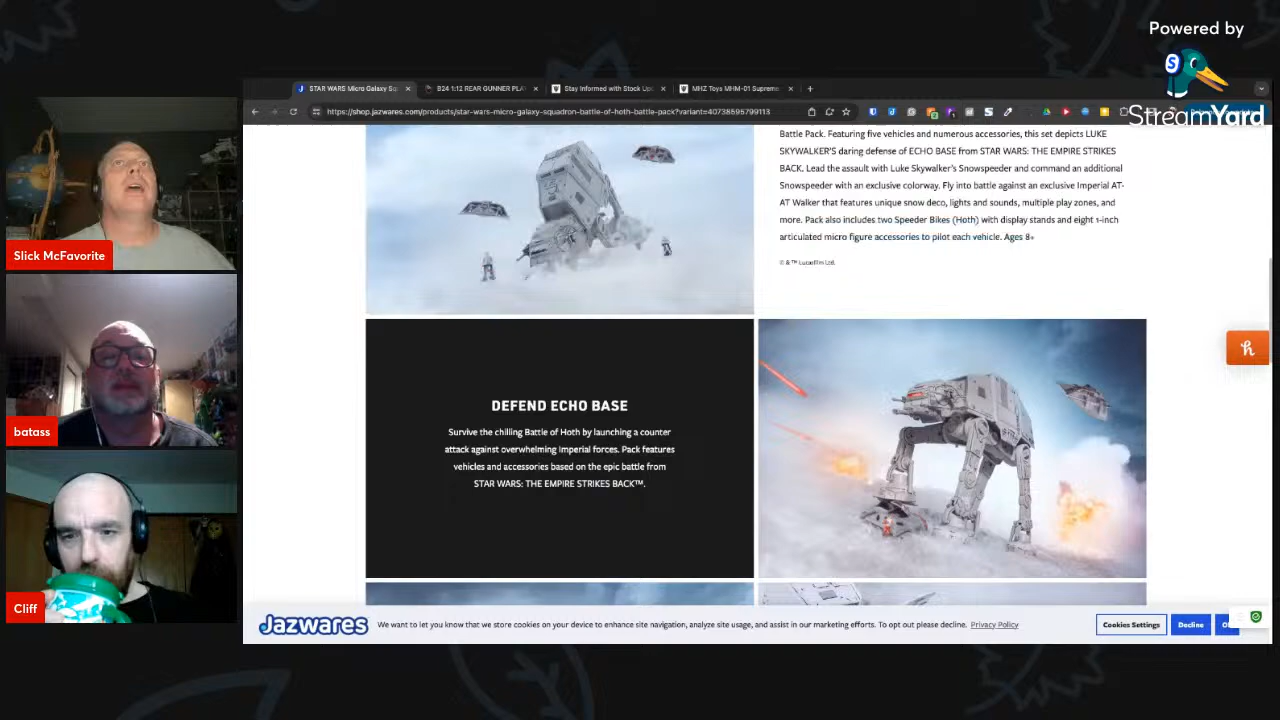 Powered by
StreamYard
STAR WARS Micro Galaxy Sq
B24 1:12 REAR GUNNER PLA
Stay Informed with Stock Up
MHZ Toys MHM-01 Supreme
https://shop.jazwares.com/products/star-wars-micro-galaxy-squadron-battle-of-hoth-battle-pack?variant=40738595799113
Battle Pack. Featuring five vehicles and numerous accessories, this set depicts LUKE
SKYWALKER'S daring defense of ECHO BASE from STAR WARS: THE EMPIRE STRIKES
BACK. Lead the assault with Luke Skywalker's Snowspeeder and command an additional
Snowspeeder with an exclusive colorway. Fly into battle against an exclusive Imperial AT-
AT Walker that features unique snow deco, lights and sounds, multiple play zones, and
more. Pack also includes two Speeder Bikes (Hoth) with display stands and eight 1-inch
articulated micro figure accessories to pilot each vehicle. Ages 8+
© & ™ Lucasfilm Ltd.
DEFEND ECHO BASE
Survive the chilling Battle of Hoth by launching a counter
attack against overwhelming Imperial forces. Pack features
vehicles and accessories based on the epic battle from
STAR WARS: THE EMPIRE STRIKES BACK™.
Slick McFavorite
batass
Cliff
Jazwares
We want to let you know that we store cookies on your device to enhance site navigation, analyze site usage, and assist in our marketing efforts. To opt out please decline. Privacy Policy
Cookies Settings
Decline